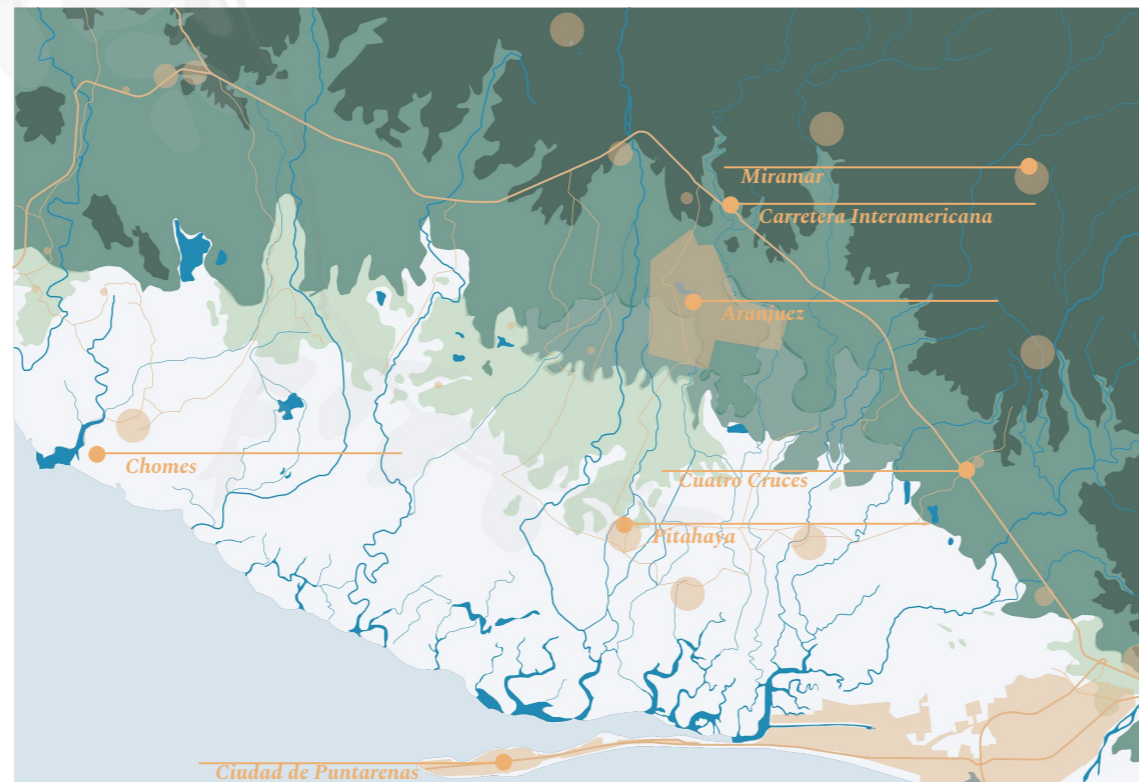 Miramar
Carretera Interamericana
Aranjuez
Chomes
Cuatro Cruces
Pitahaya
Ciudad de Puntarenas